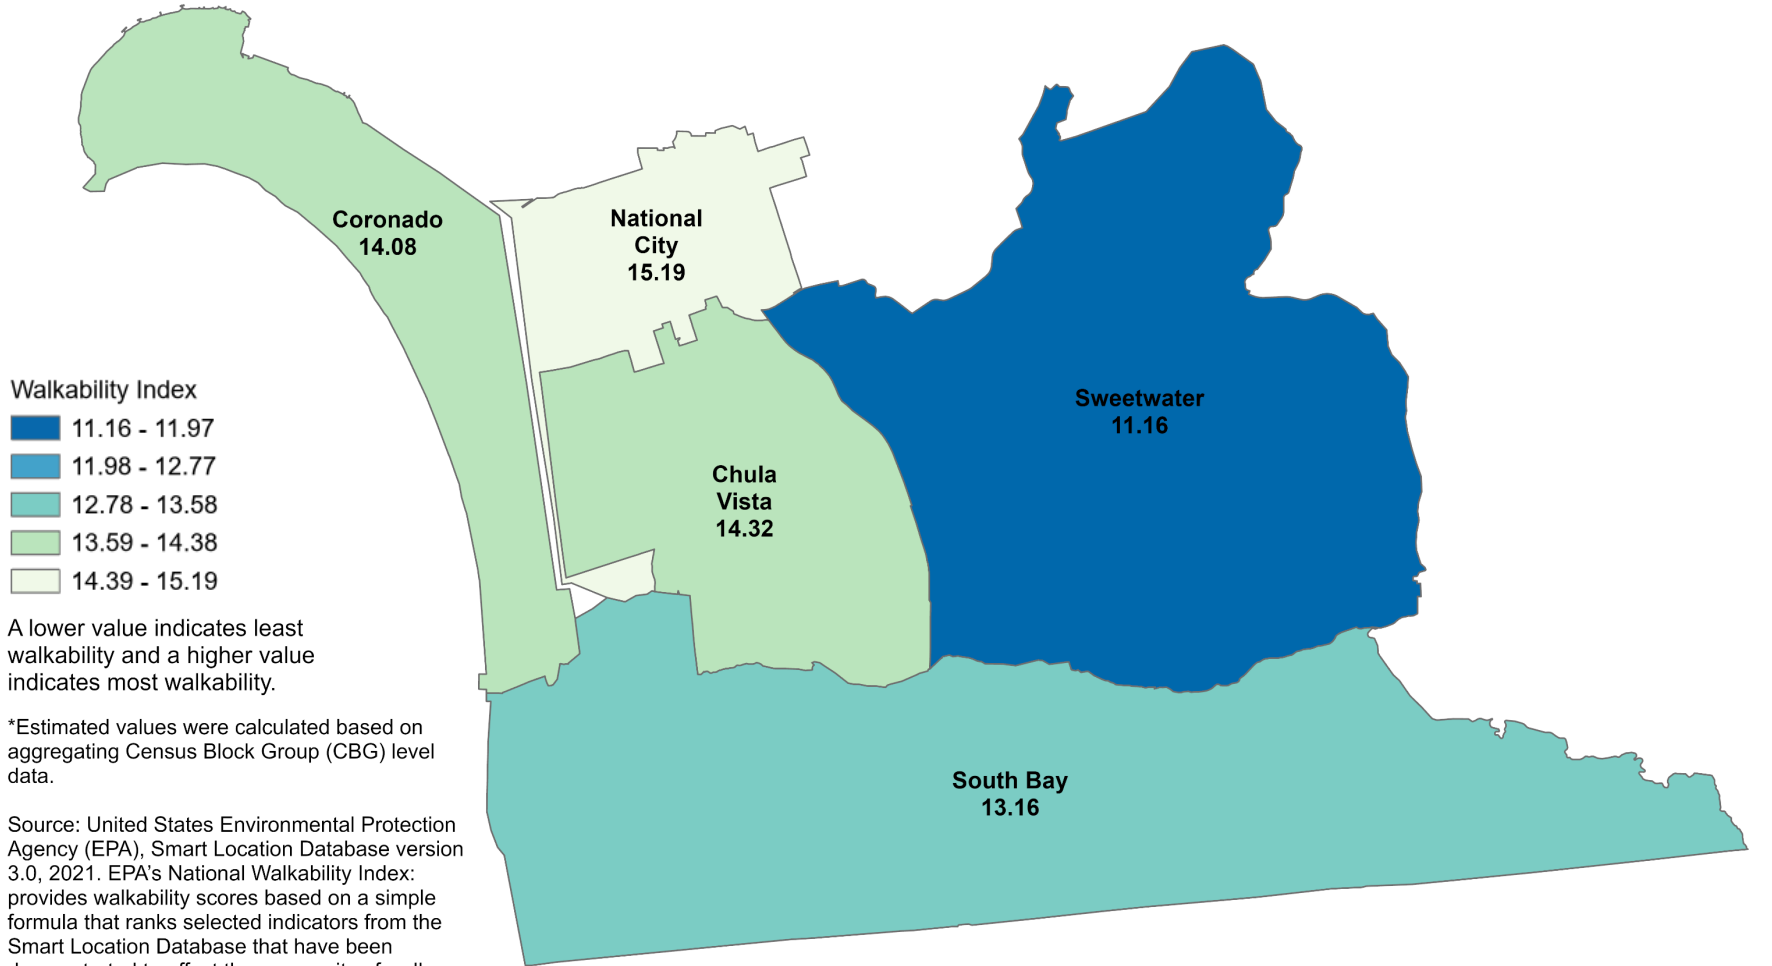 Coronado
14.08
National
City
15.19
Sweetwater
11.16
Chula
Vista
14.32
South Bay
13.16
Walkability Index
11.16 - 11.97
11.98 - 12.77
12.78 - 13.58
13.59 - 14.38
14.39 - 15.19
A lower value indicates least
walkability and a higher value
indicates most walkability.
*Estimated values were calculated based on
aggregating Census Block Group (CBG) level
data.
Source: United States Environmental Protection
Agency (EPA), Smart Location Database version
3.0, 2021. EPA’s National Walkability Index:
provides walkability scores based on a simple
formula that ranks selected indicators from the
Smart Location Database that have been